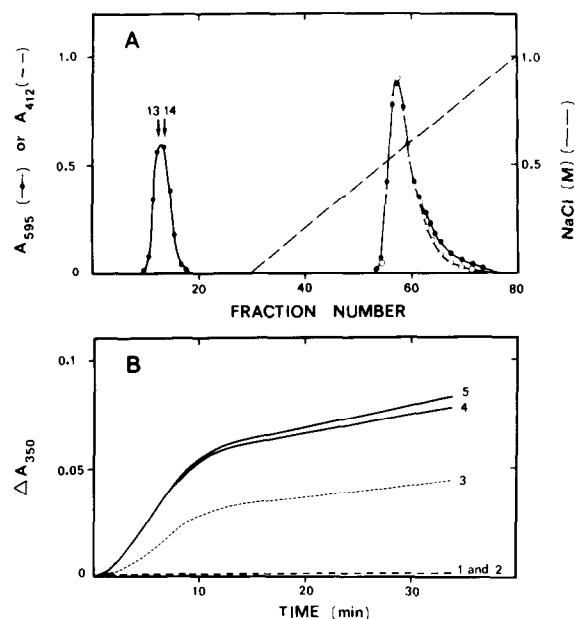 A
1.0
0.5
0
A595 (—•—) or A412 (—○—)
13 14
1.0
0.5
0
NaCl (M) (— —)
20 40 60 80
FRACTION NUMBER
B
0.1
0.05
0
ΔA350
5
4
3
1 and 2
10 20 30
TIME (min)